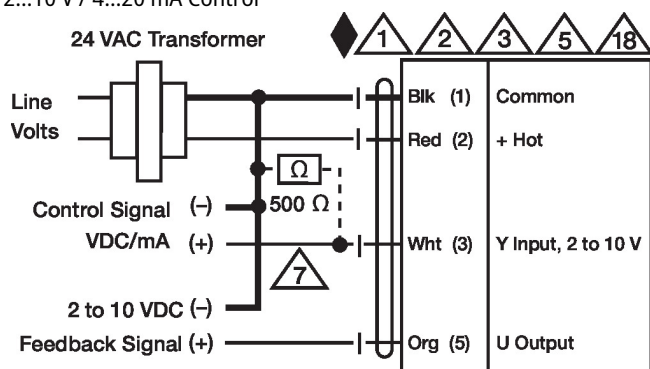 2...10 V / 4...20 mA Control
24 VAC Transformer
1 2 3 5 18
Line
Volts
Blk (1) Common
Red (2) + Hot
Ω
500 Ω
Control Signal (-)
VDC/mA (+)
Wht (3) Y Input, 2 to 10 V
7
2 to 10 VDC (-)
Feedback Signal (+)
Org (5) U Output